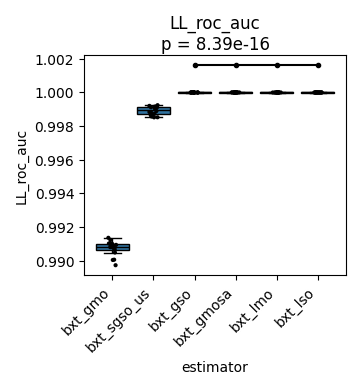 LL_roc_auc
p = 8.39e-16
LL_roc_auc
1.002
1.000
0.998
0.996
0.994
0.992
0.990
bxt_gmo
bxt_sgso_us
bxt_gso
bxt_gmosa
bxt_lmo
bxt_lso
estimator